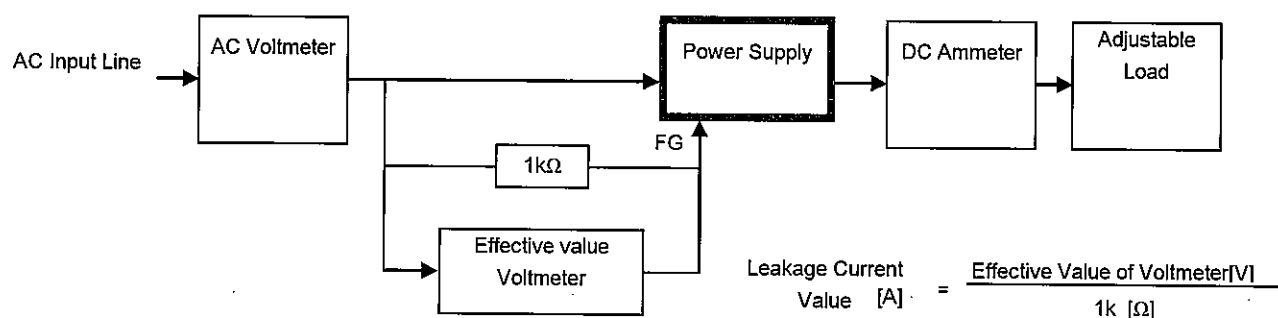 AC Input Line
AC Voltmeter
Power Supply
DC Ammeter
Adjustable
Load
FG
1kΩ
Effective value
Voltmeter
Leakage Current
Value [A]
=
Effective Value of Voltmeter[V]
1k [Ω]